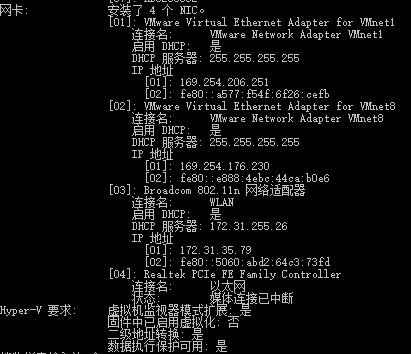 网卡: 安装了 4 个 NIC。
[01]: VMware Virtual Ethernet Adapter for VMnet1
连接名: VMware Network Adapter VMnet1
启用 DHCP: 是
DHCP 服务器: 255.255.255.255
IP 地址
[01]: 169.254.206.251
[02]: fe80::a577:f54f:6f26:cefb
[02]: VMware Virtual Ethernet Adapter for VMnet8
连接名: VMware Network Adapter VMnet8
启用 DHCP: 是
DHCP 服务器: 255.255.255.255
IP 地址
[01]: 169.254.176.230
[02]: fe80::e888:4ebc:44ca:b0e6
[03]: Broadcom 802.11n 网络适配器
连接名: WLAN
启用 DHCP: 是
DHCP 服务器: 172.31.255.26
IP 地址
[01]: 172.31.35.79
[02]: fe80::5060:abd2:64c3:73fd
[04]: Realtek PCIe FE Family Controller
连接名: 以太网
状态: 媒体连接已中断
Hyper-V 要求: 虚拟机监视器模式扩展: 是
固件中已启用虚拟化: 否
二级地址转换: 是
数据执行保护可用: 是